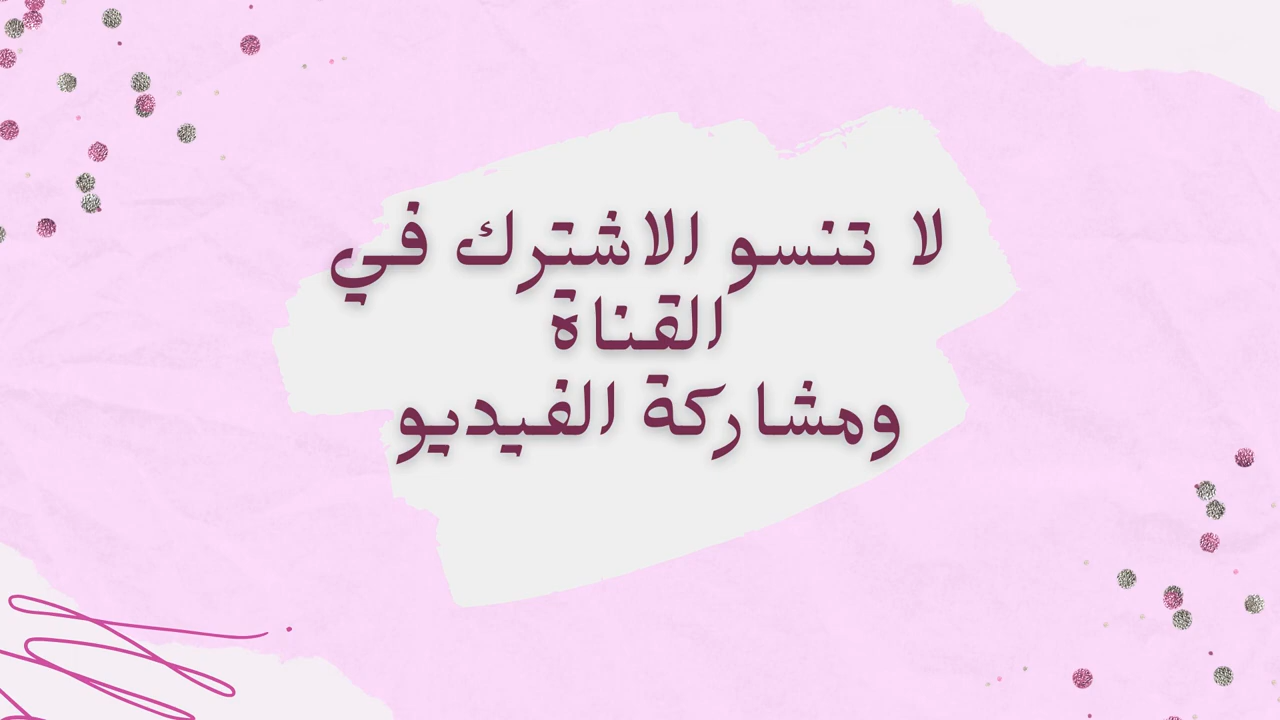 لا تنسو الاشترك في
القناة
ومشاركة الفيديو